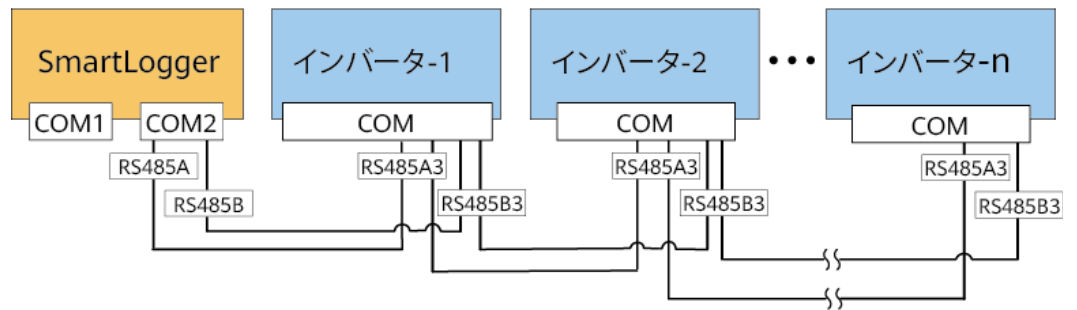 SmartLogger
インバータ-1
インバータ-2
•••
インバータ-n
COM1
COM2
COM
COM
COM
RS485A
RS485A3
RS485A3
RS485A3
RS485B
RS485B3
RS485B3
RS485B3